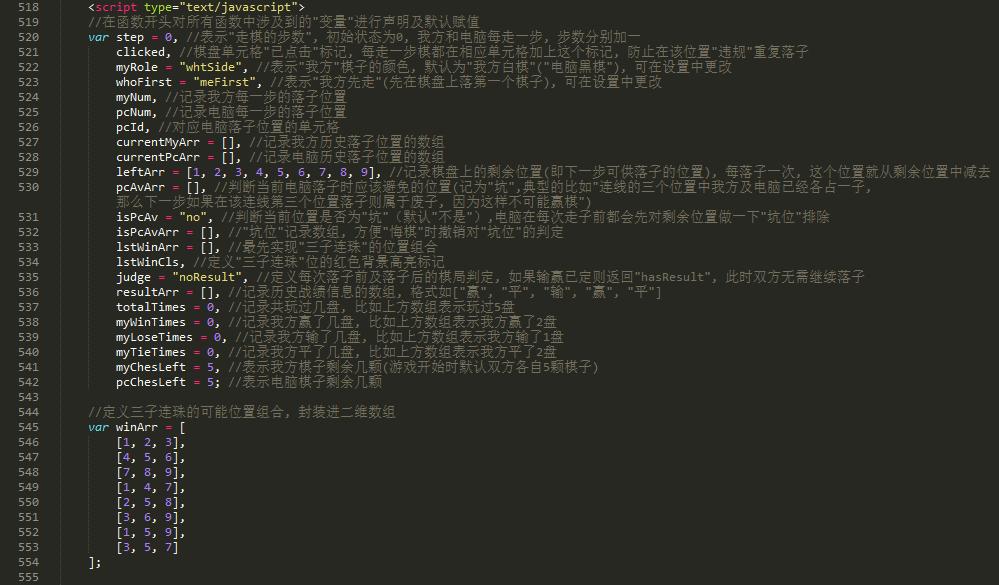 518 <script type="text/javascript">
519 //在函数开头对所有函数中涉及到的"变量"进行声明及默认赋值
520 var step = 0, //表示"走棋的步数", 初始状态为0, 我方和电脑每走一步, 步数分别加一
521 clicked, //棋盘单元格"已点击"标记, 每走一步棋都在相应单元格加上这个标记, 防止在该位置"违规"重复落子
522 myRole = "whtSide", //表示"我方"棋子的颜色, 默认为"我方白棋"("电脑黑棋"), 可在设置中更改
523 whoFirst = "meFirst", //表示"我方先走"(先在棋盘上落第一个棋子), 可在设置中更改
524 myNum, //记录我方每一步的落子位置
525 pcNum, //记录电脑每一步的落子位置
526 pcId, //对应电脑落子位置的单元格
527 currentMyArr = [], //记录我方历史落子位置的数组
528 currentPcArr = [], //记录电脑历史落子位置的数组
529 leftArr = [1, 2, 3, 4, 5, 6, 7, 8, 9], //记录棋盘上的剩余位置(即下一步可供落子的位置), 每落子一次, 这个位置就从剩余位置中减去
530 pcAvArr = [], //判断当前电脑落子时应该避免的位置(记为"坑",典型的比如"连线的三个位置中我方及电脑已经各占一子,
那么下一步如果在该连线第三个位置落子则属于废子, 因为这样不可能赢棋")
531 isPcAv = "no", //判断当前位置是否为"坑"（默认"不是"）,电脑在每次走子前都会先对剩余位置做一下"坑位"排除
532 isPcAvArr = [], //"坑位"记录数组, 方便"悔棋"时撤销对"坑位"的判定
533 lstWinArr = [], //最先实现"三子连珠"的位置组合
534 lstWinCls, //定义"三子连珠"位的红色背景高亮标记
535 judge = "noResult", //定义每次落子前及落子后的棋局判定, 如果输赢已定则返回"hasResult", 此时双方无需继续落子
536 resultArr = [], //记录历史战绩信息的数组, 格式如["赢", "平", "输", "赢", "平"]
537 totalTimes = 0, //记录共玩过几盘, 比如上方数组表示玩过5盘
538 myWinTimes = 0, //记录我方赢了几盘, 比如上方数组表示我方赢了2盘
539 myLoseTimes = 0, //记录我方输了几盘, 比如上方数组表示我方输了1盘
540 myTieTimes = 0, //记录我方平了几盘, 比如上方数组表示我方平了2盘
541 myChesLeft = 5, //表示我方棋子剩余几颗(游戏开始时默认双方各自5颗棋子)
542 pcChesLeft = 5; //表示电脑棋子剩余几颗
543
544 //定义三子连珠的可能位置组合, 封装进二维数组
545 var winArr = [
546 [1, 2, 3],
547 [4, 5, 6],
548 [7, 8, 9],
549 [1, 4, 7],
550 [2, 5, 8],
551 [3, 6, 9],
552 [1, 5, 9],
553 [3, 5, 7]
554 ];
555